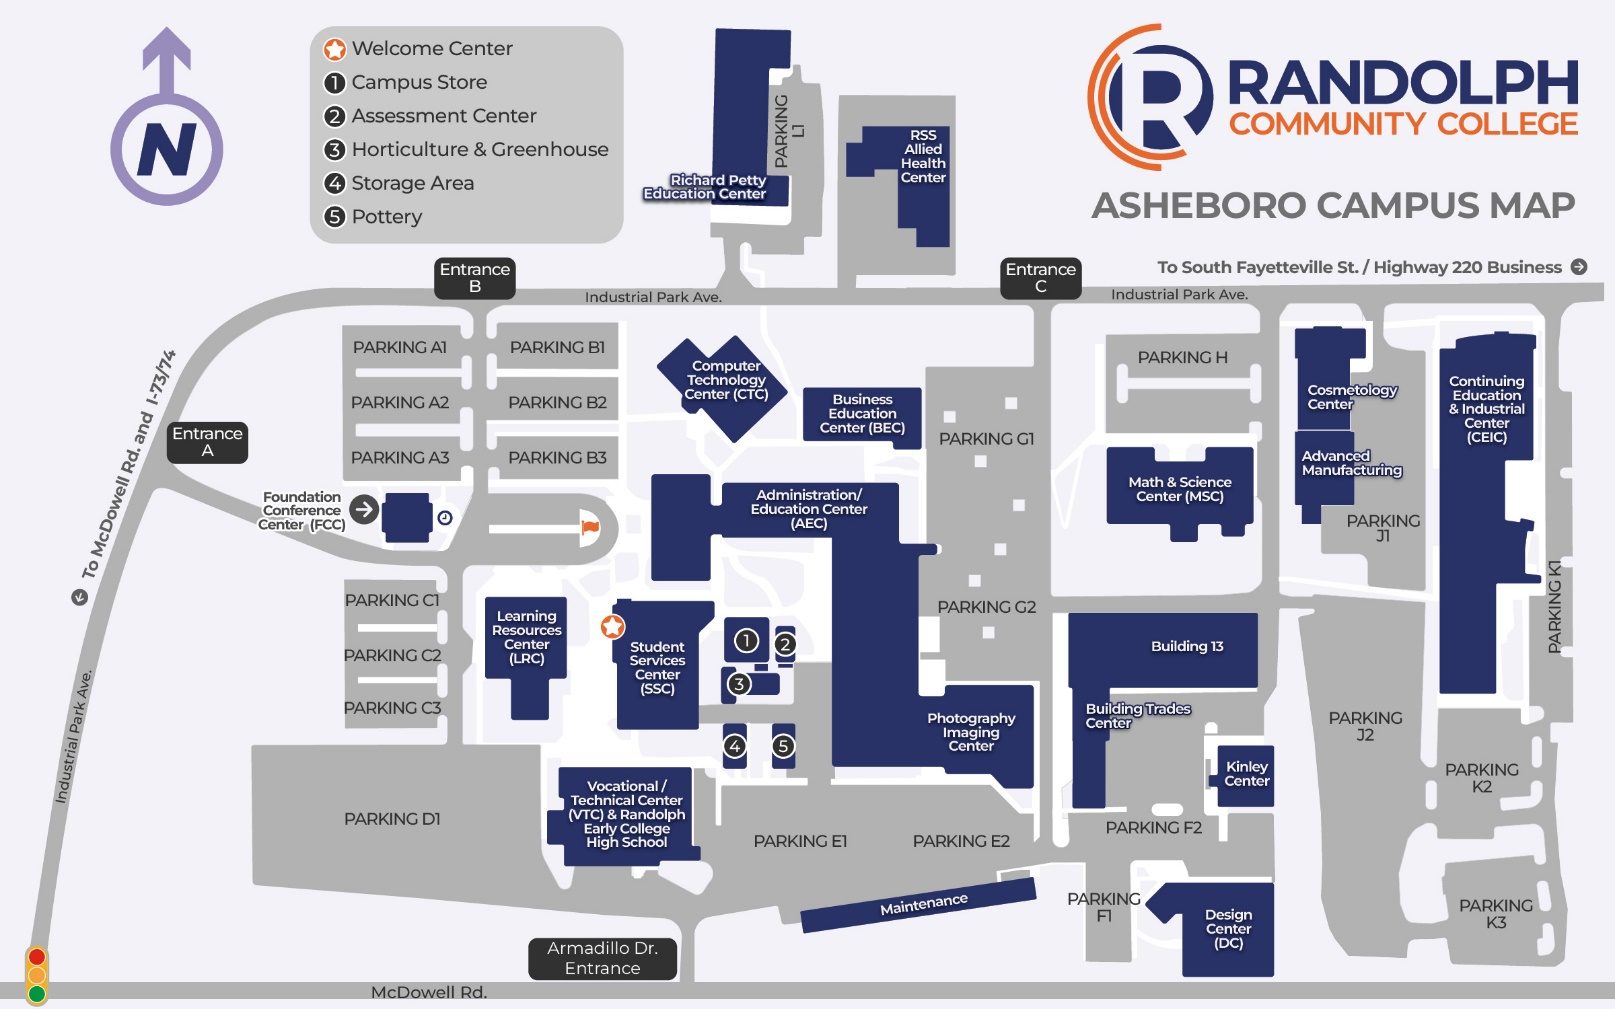 N
Welcome Center
1 Campus Store
2 Assessment Center
3 Horticulture & Greenhouse
4 Storage Area
5 Pottery
R
RANDOLPH
COMMUNITY COLLEGE
ASHEBORO CAMPUS MAP
PARKING
L1
Richard Petty
Education Center
RSS
Allied
Health
Center
Entrance
B
Entrance
C
To South Fayetteville St. / Highway 220 Business
Industrial Park Ave.
Industrial Park Ave.
To McDowell Rd. and I-73/74
Industrial Park Ave.
Entrance
A
PARKING A1
PARKING A2
PARKING A3
PARKING B1
PARKING B2
PARKING B3
Foundation
Conference
Center (FCC)
Computer
Technology
Center (CTC)
Business
Education
Center (BEC)
PARKING G1
PARKING H
Math & Science
Center (MSC)
Cosmetology
Center
Advanced
Manufacturing
PARKING
J1
Continuing
Education
& Industrial
Center
(CEIC)
PARKING K1
Administration/
Education Center
(AEC)
PARKING C1
PARKING C2
PARKING C3
Learning
Resources
Center
(LRC)
Student
Services
Center
(SSC)
1
2
3
4
5
PARKING G2
Building 13
Building Trades
Center
Photography
Imaging
Center
Kinley
Center
PARKING
J2
PARKING
K2
PARKING
K3
PARKING D1
Vocational /
Technical Center
(VTC) & Randolph
Early College
High School
PARKING E1
PARKING E2
PARKING F2
PARKING
F1
Maintenance
Design
Center
(DC)
Armadillo Dr.
Entrance
McDowell Rd.